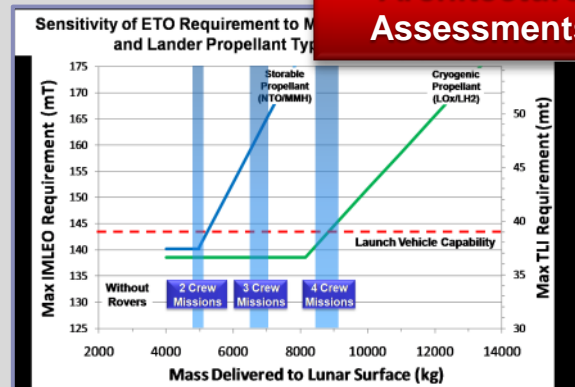 Assessments
Sensitivity of ETO Requirement to M
and Lander Propellant Typ
Max IMLEO Requirement (mT)
175
170
165
160
155
150
145
140
135
130
125
Storable
Propellant
(NTO/MMH)
Cryogenic
Propellant
(LOx/LH2)
Launch Vehicle Capability
Without
Rovers
2 Crew
Missions
3 Crew
Missions
4 Crew
Missions
50
45
40
35
30
Max TLI Requirement (mt)
2000 4000 6000 8000 10000 12000 14000
Mass Delivered to Lunar Surface (kg)